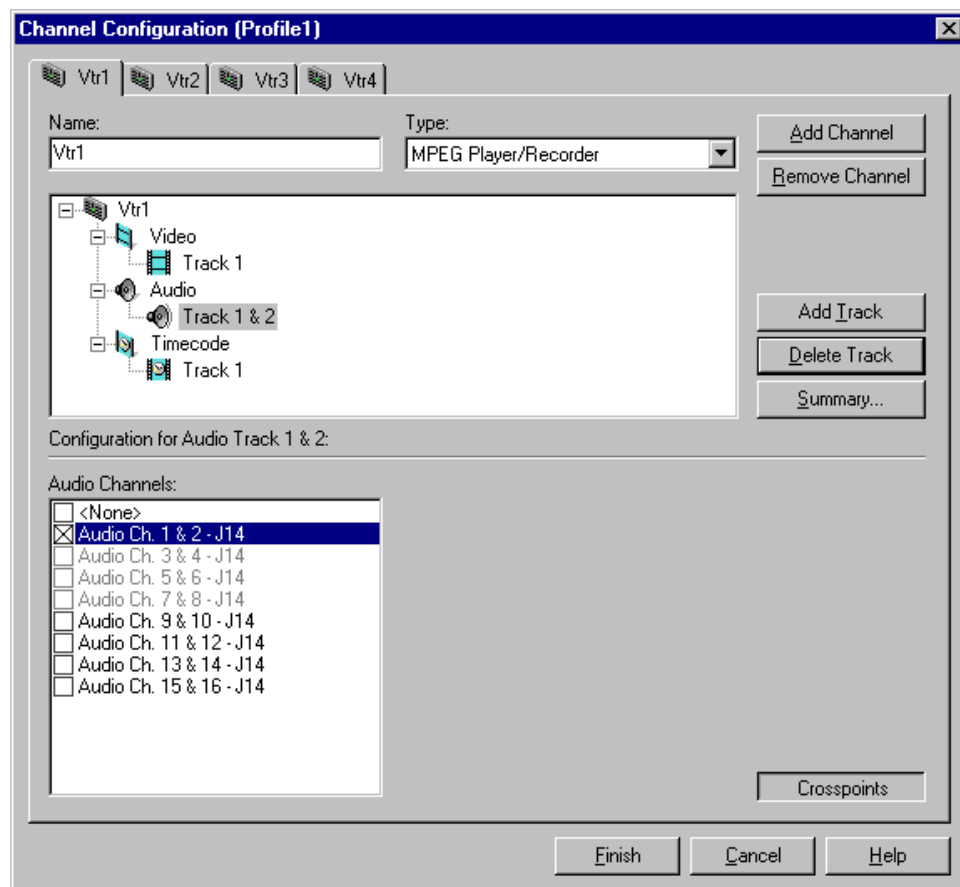 Channel Configuration (Profile1)
Vtr1 Vtr2 Vtr3 Vtr4
Name:
Vtr1
Type:
MPEG Player/Recorder
Add Channel
Remove Channel
Vtr1
Video
Track 1
Audio
Track 1 & 2
Timecode
Track 1
Add Track
Delete Track
Summary...
Configuration for Audio Track 1 & 2:
Audio Channels:
<None>
Audio Ch. 1 & 2 - J14
Audio Ch. 3 & 4 - J14
Audio Ch. 5 & 6 - J14
Audio Ch. 7 & 8 - J14
Audio Ch. 9 & 10 - J14
Audio Ch. 11 & 12 - J14
Audio Ch. 13 & 14 - J14
Audio Ch. 15 & 16 - J14
Crosspoints
Finish
Cancel
Help